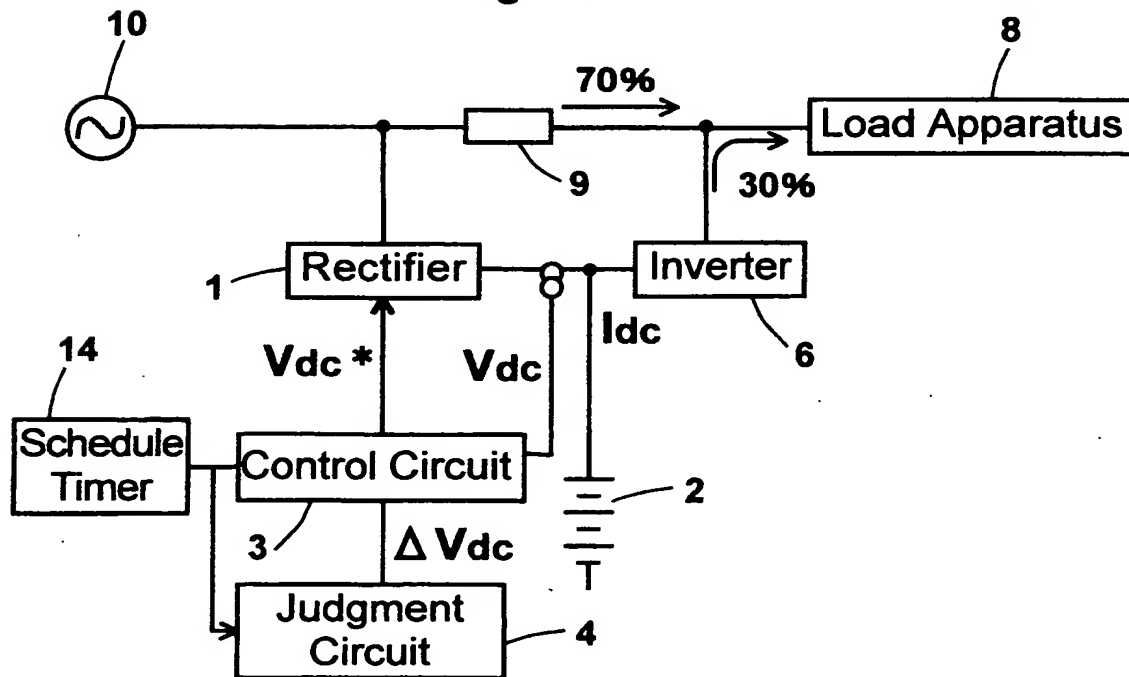 10
70%
8
Load Apparatus
9
30%
1
Rectifier
Inverter
6
14
Vdc *
Vdc
Idc
Schedule
Timer
Control Circuit
2
3
Δ Vdc
Judgment
Circuit
4